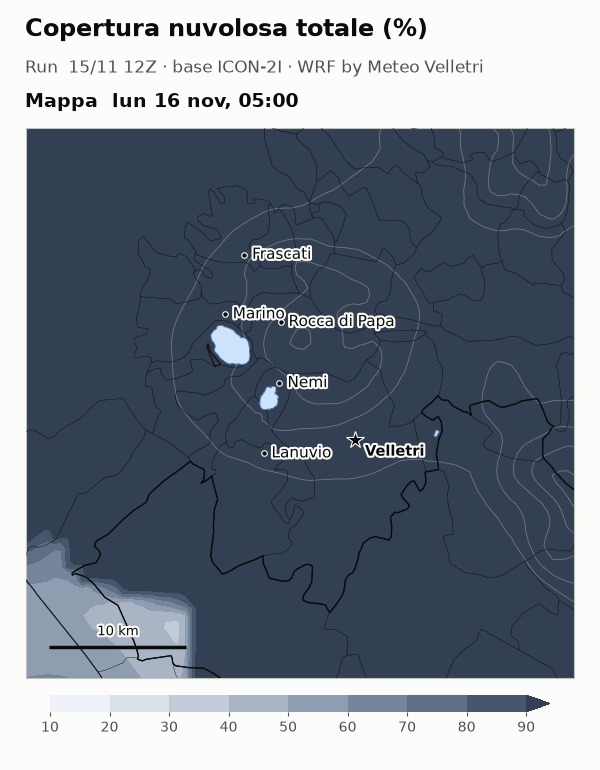 Copertura nuvolosa totale (%)
Run  15/11 12Z · base ICON-2I · WRF by Meteo Velletri
Mappa  lun 16 nov, 05:00
Frascati
Marino
Rocca di Papa
Nemi
Velletri
Lanuvio
10 km
10 20 30 40 50 60 70 80 90